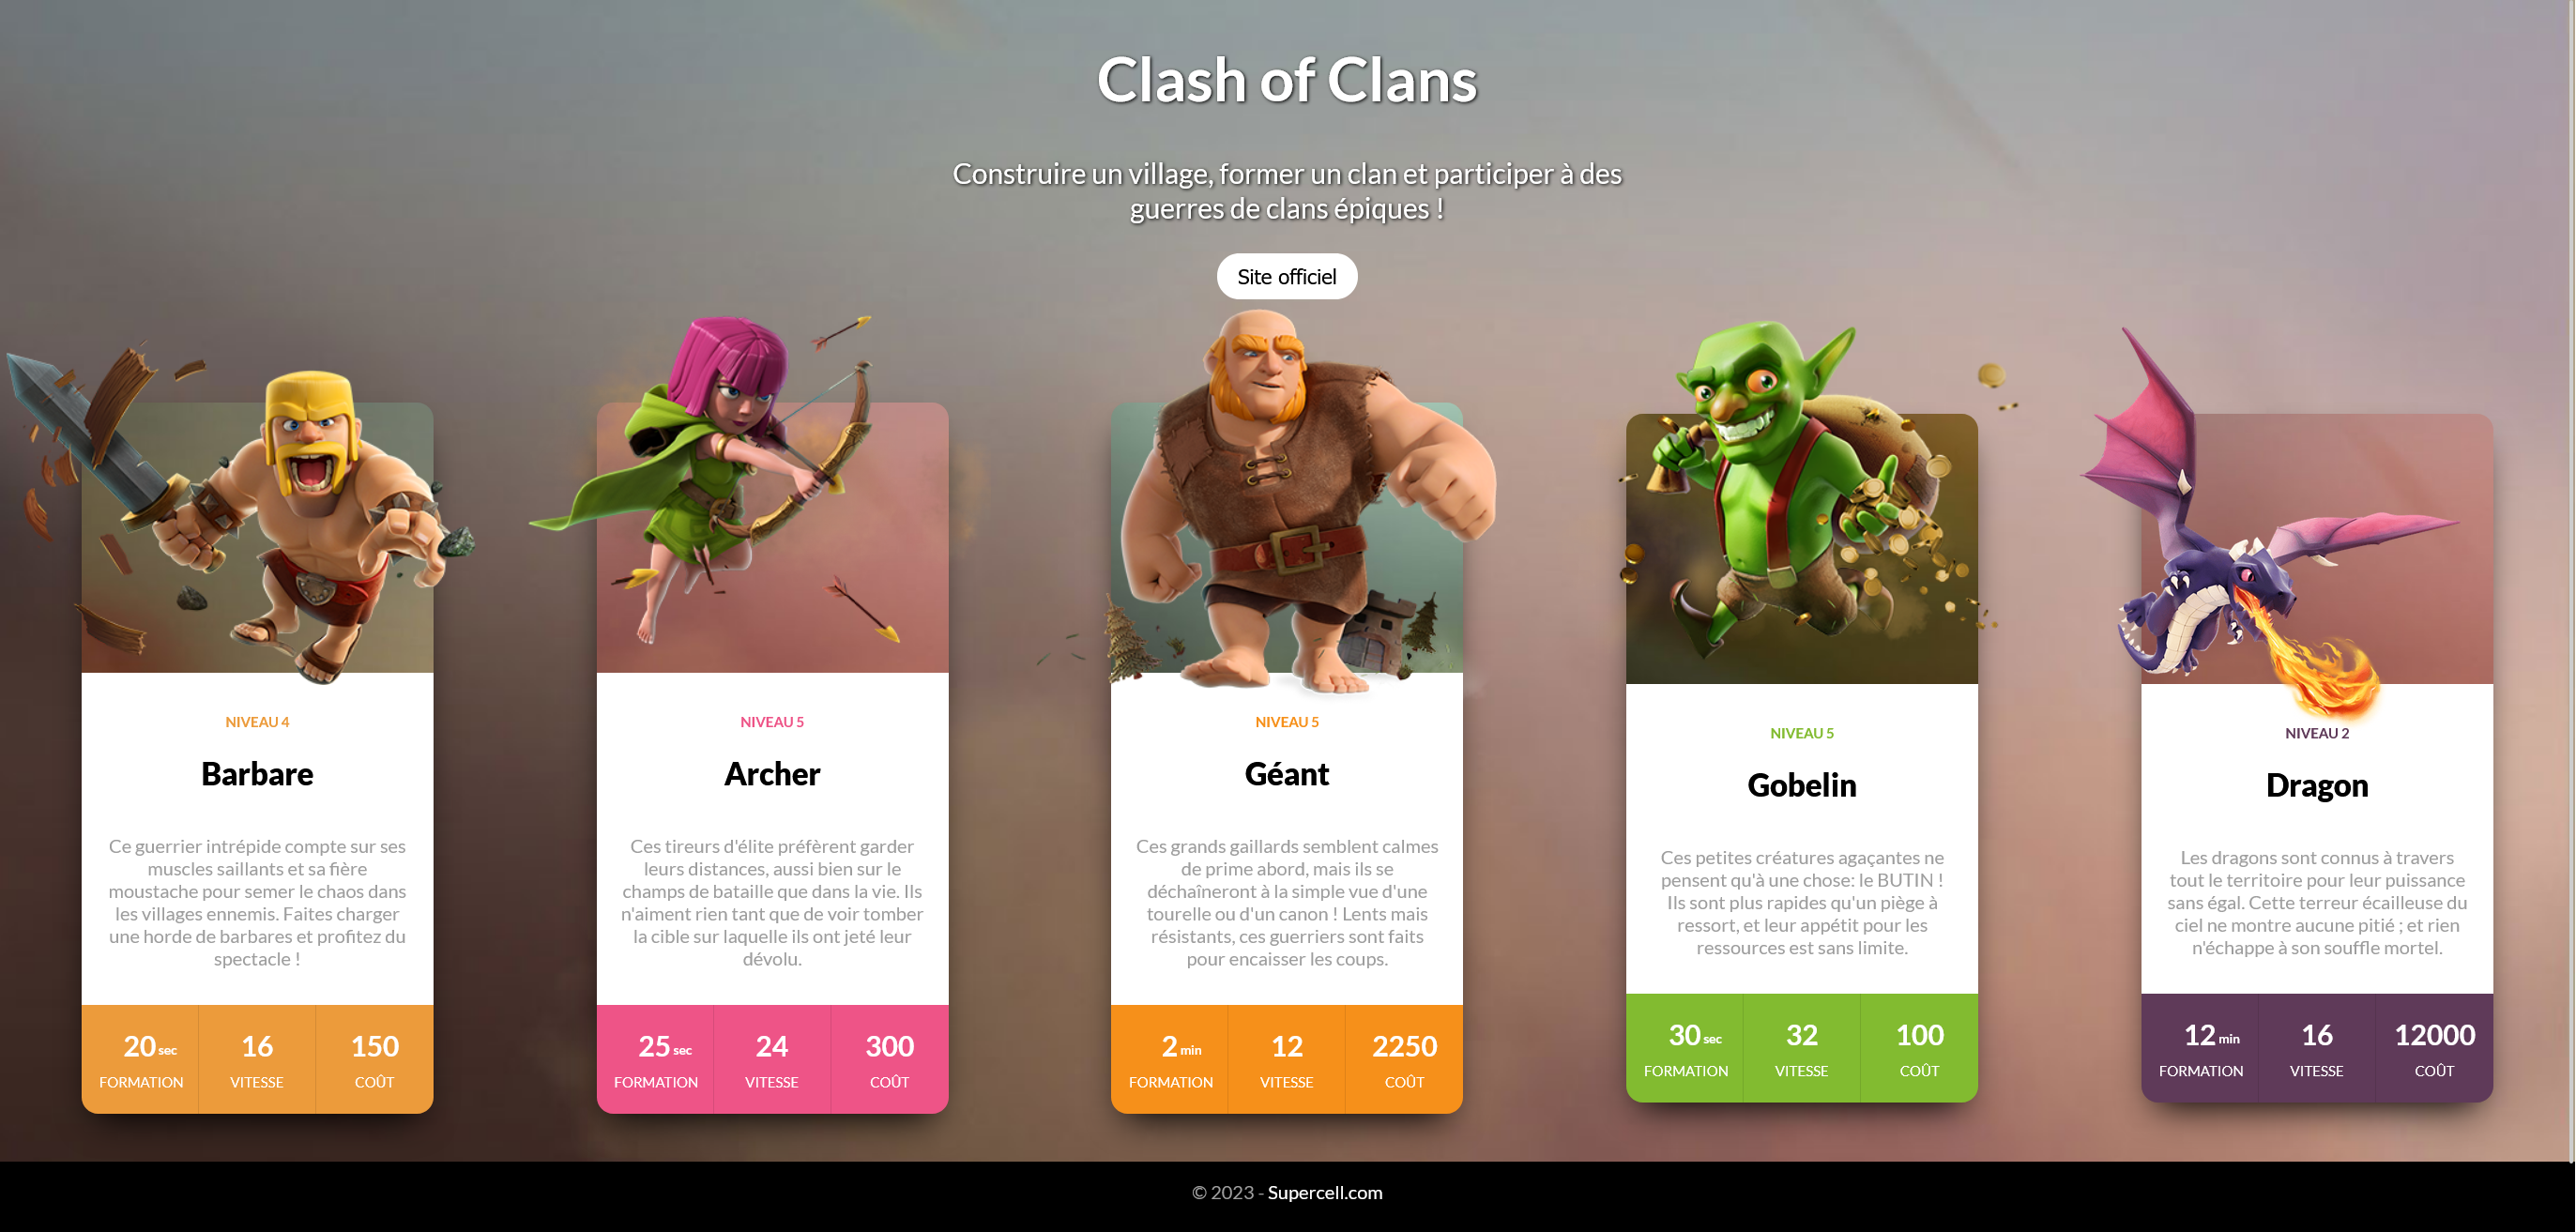 Clash of Clans
Construire un village, former un clan et participer à des
guerres de clans épiques !
Site officiel
NIVEAU 4
Barbare
Ce guerrier intrépide compte sur ses
muscles saillants et sa fière
moustache pour semer le chaos dans
les villages ennemis. Faites charger
une horde de barbares et profitez du
spectacle !
20 sec
FORMATION
16
VITESSE
150
COÛT
NIVEAU 5
Archer
Ces tireurs d'élite préfèrent garder
leurs distances, aussi bien sur le
champs de bataille que dans la vie. Ils
n'aiment rien tant que de voir tomber
la cible sur laquelle ils ont jeté leur
dévolu.
25 sec
FORMATION
24
VITESSE
300
COÛT
NIVEAU 5
Géant
Ces grands gaillards semblent calmes
de prime abord, mais ils se
déchaîneront à la simple vue d'une
tourelle ou d'un canon ! Lents mais
résistants, ces guerriers sont faits
pour encaisser les coups.
2 min
FORMATION
12
VITESSE
2250
COÛT
NIVEAU 5
Gobelin
Ces petites créatures agaçantes ne
pensent qu'à une chose: le BUTIN !
Ils sont plus rapides qu'un piège à
ressort, et leur appétit pour les
ressources est sans limite.
30 sec
FORMATION
32
VITESSE
100
COÛT
NIVEAU 2
Dragon
Les dragons sont connus à travers
tout le territoire pour leur puissance
sans égal. Cette terreur écailleuse du
ciel ne montre aucune pitié ; et rien
n'échappe à son souffle mortel.
12 min
FORMATION
16
VITESSE
12000
COÛT
© 2023 - Supercell.com